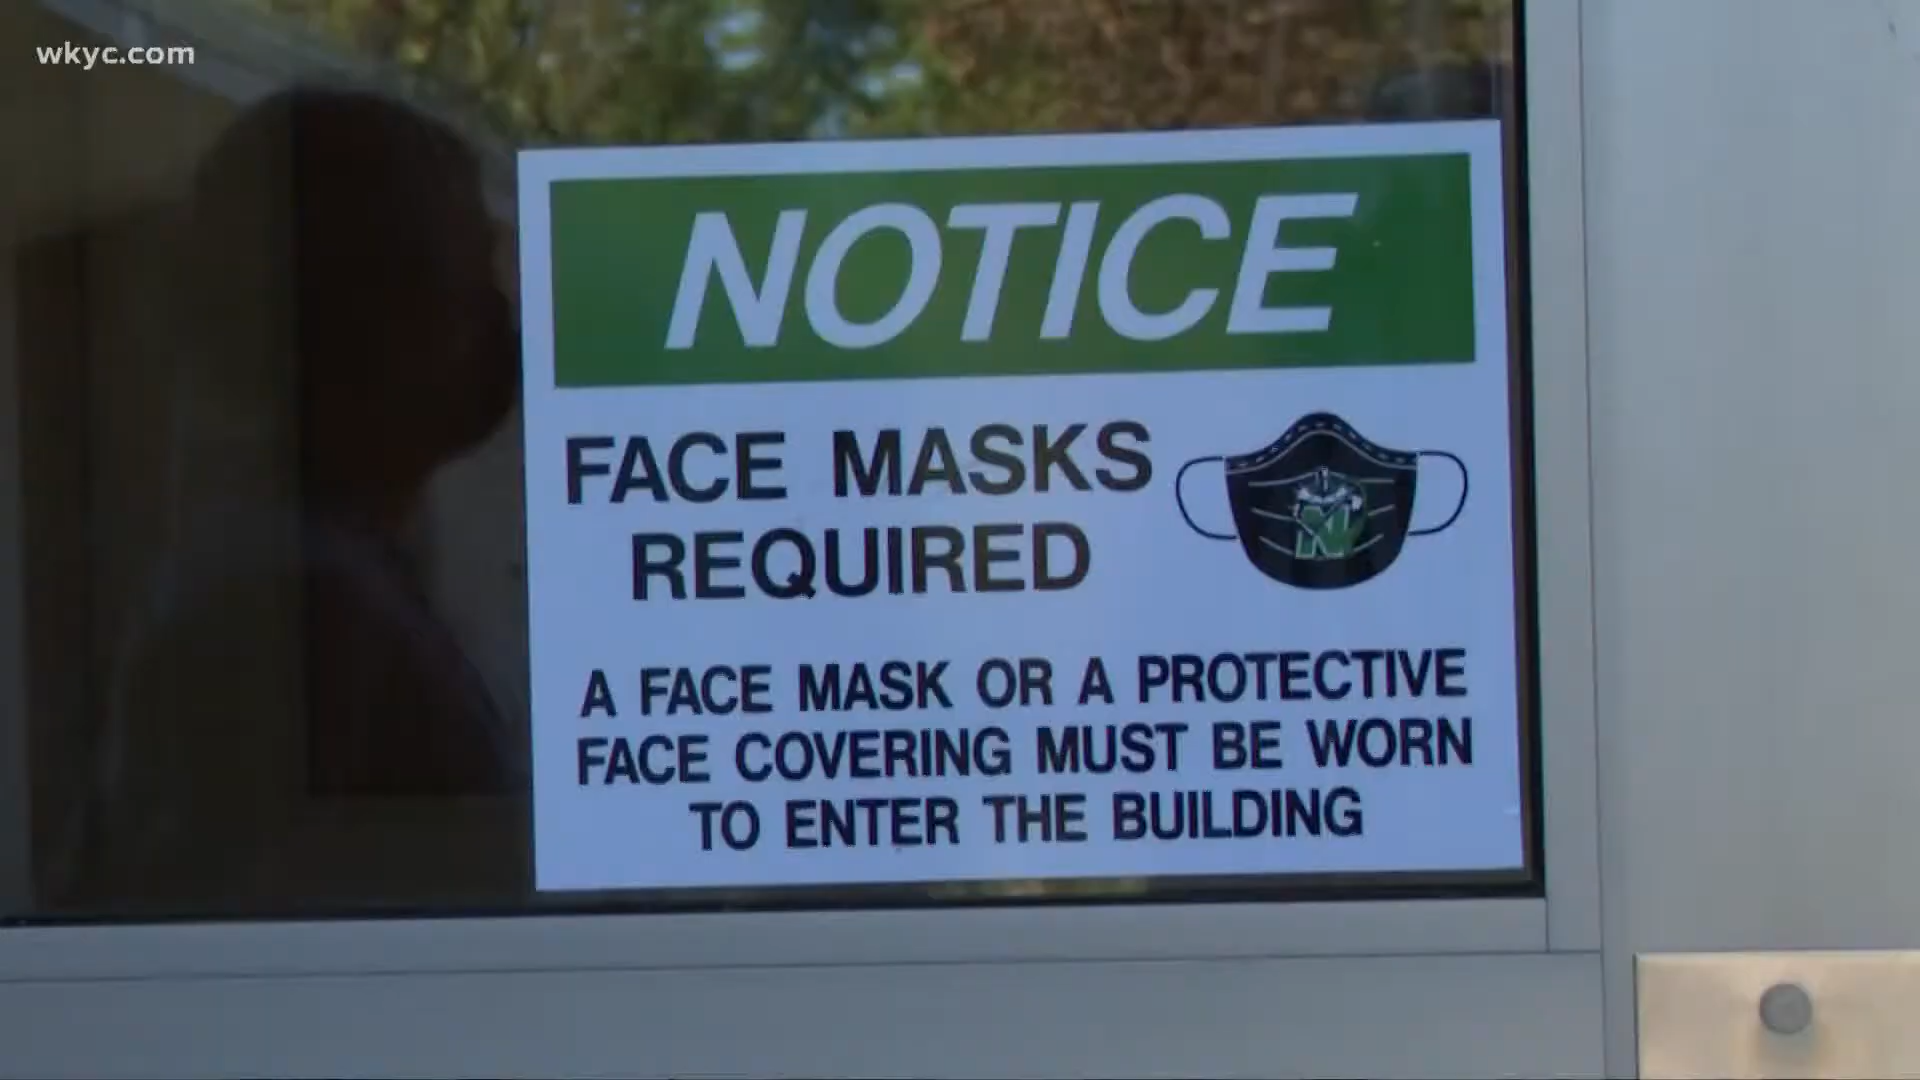 wkyc.com
NOTICE
FACE MASKS
REQUIRED
A FACE MASK OR A PROTECTIVE
FACE COVERING MUST BE WORN
TO ENTER THE BUILDING